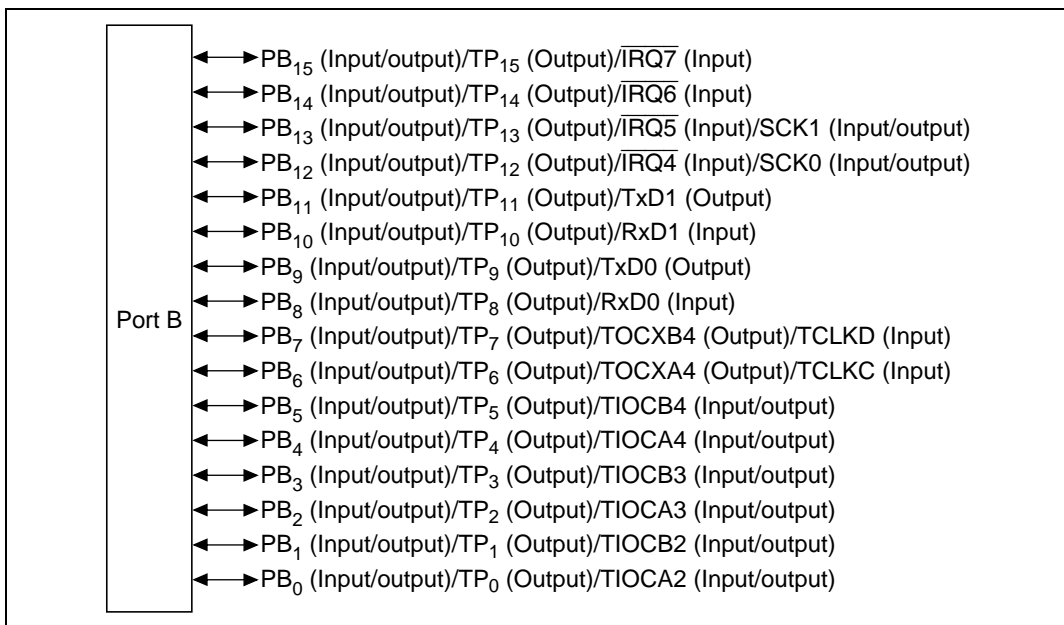 PB15 (Input/output)/TP15 (Output)/I̅R̅Q̅7̅ (Input)
PB14 (Input/output)/TP14 (Output)/I̅R̅Q̅6̅ (Input)
PB13 (Input/output)/TP13 (Output)/I̅R̅Q̅5̅ (Input)/SCK1 (Input/output)
PB12 (Input/output)/TP12 (Output)/I̅R̅Q̅4̅ (Input)/SCK0 (Input/output)
PB11 (Input/output)/TP11 (Output)/TxD1 (Output)
PB10 (Input/output)/TP10 (Output)/RxD1 (Input)
PB9 (Input/output)/TP9 (Output)/TxD0 (Output)
PB8 (Input/output)/TP8 (Output)/RxD0 (Input)
Port B
PB7 (Input/output)/TP7 (Output)/TOCXB4 (Output)/TCLKD (Input)
PB6 (Input/output)/TP6 (Output)/TOCXA4 (Output)/TCLKC (Input)
PB5 (Input/output)/TP5 (Output)/TIOCB4 (Input/output)
PB4 (Input/output)/TP4 (Output)/TIOCA4 (Input/output)
PB3 (Input/output)/TP3 (Output)/TIOCB3 (Input/output)
PB2 (Input/output)/TP2 (Output)/TIOCA3 (Input/output)
PB1 (Input/output)/TP1 (Output)/TIOCB2 (Input/output)
PB0 (Input/output)/TP0 (Output)/TIOCA2 (Input/output)